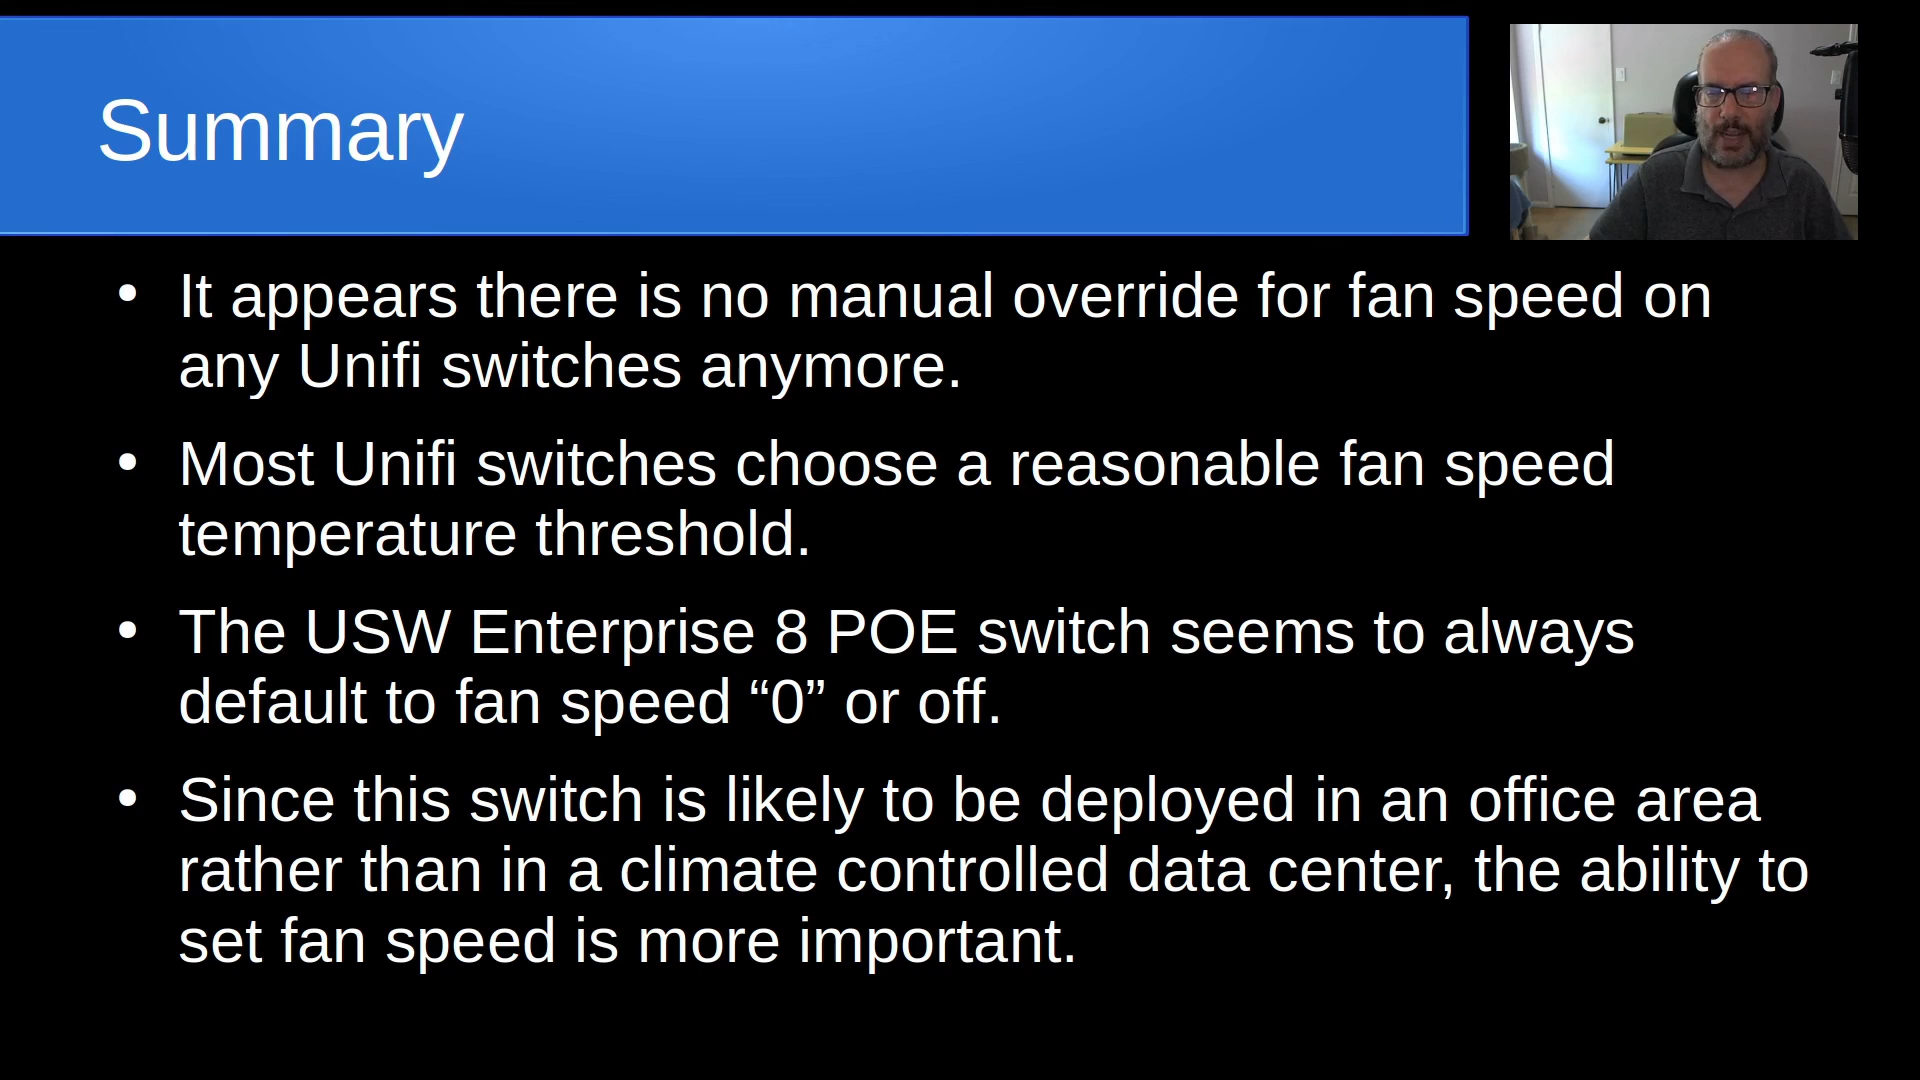 Summary
• It appears there is no manual override for fan speed on
any Unifi switches anymore.
• Most Unifi switches choose a reasonable fan speed
temperature threshold.
• The USW Enterprise 8 POE switch seems to always
default to fan speed “0” or off.
• Since this switch is likely to be deployed in an office area
rather than in a climate controlled data center, the ability to
set fan speed is more important.